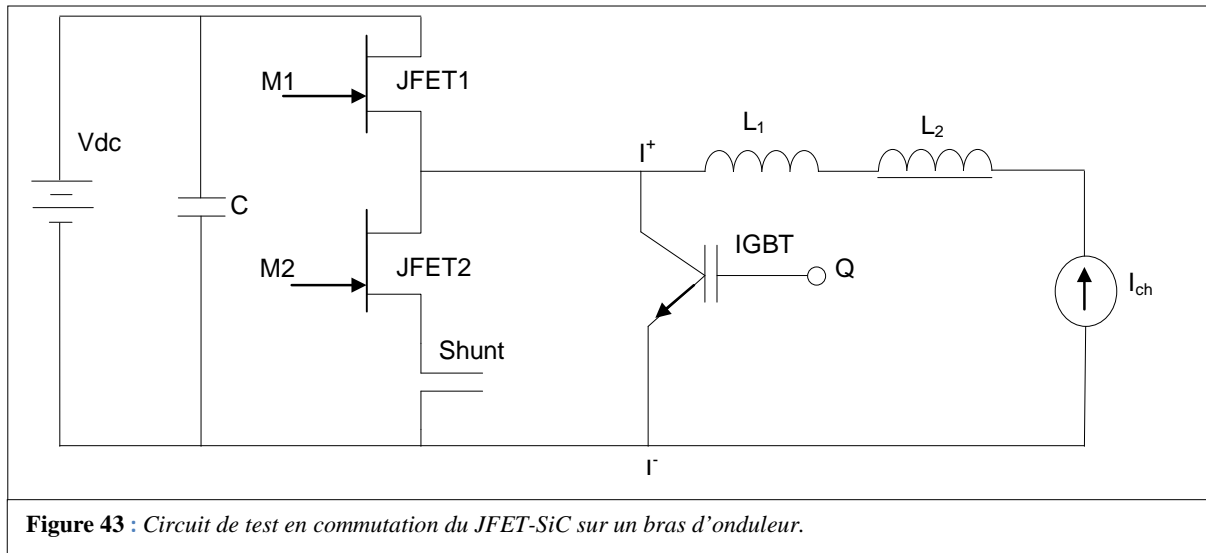 M1
JFET1
Vdc
C
I⁺
L₁
L₂
M2
JFET2
IGBT
Q
I_ch
Shunt
I⁻
Figure 43 : Circuit de test en commutation du JFET-SiC sur un bras d'onduleur.